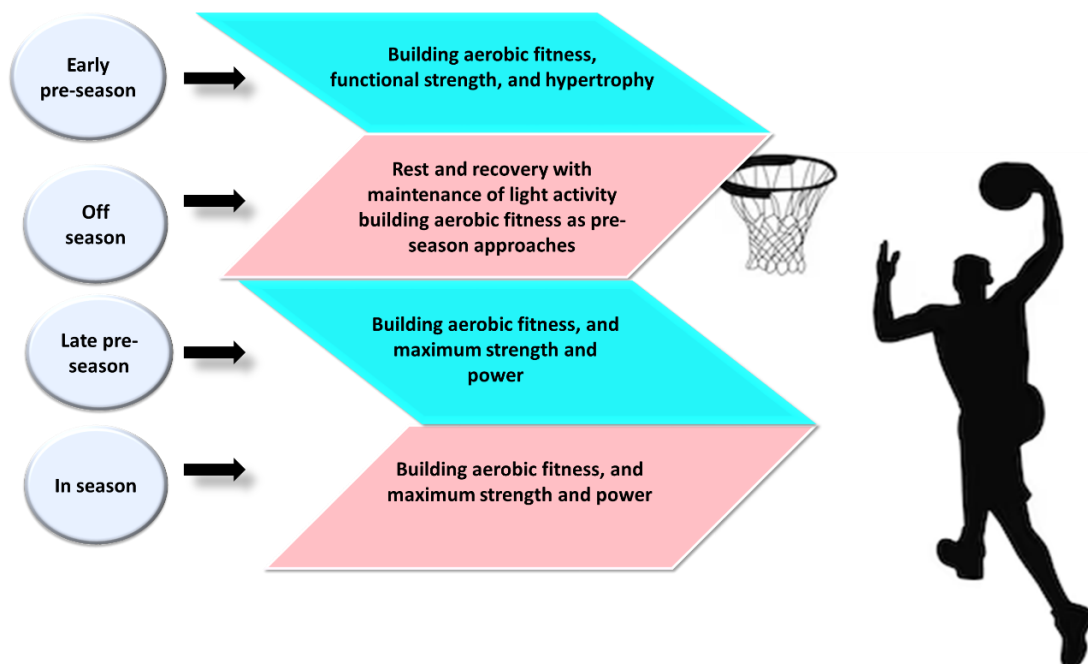 Early
pre-season
Building aerobic fitness,
functional strength, and hypertrophy
Off
season
Rest and recovery with
maintenance of light activity
building aerobic fitness as pre-
season approaches
Late pre-
season
Building aerobic fitness, and
maximum strength and
power
In season
Building aerobic fitness, and
maximum strength and power